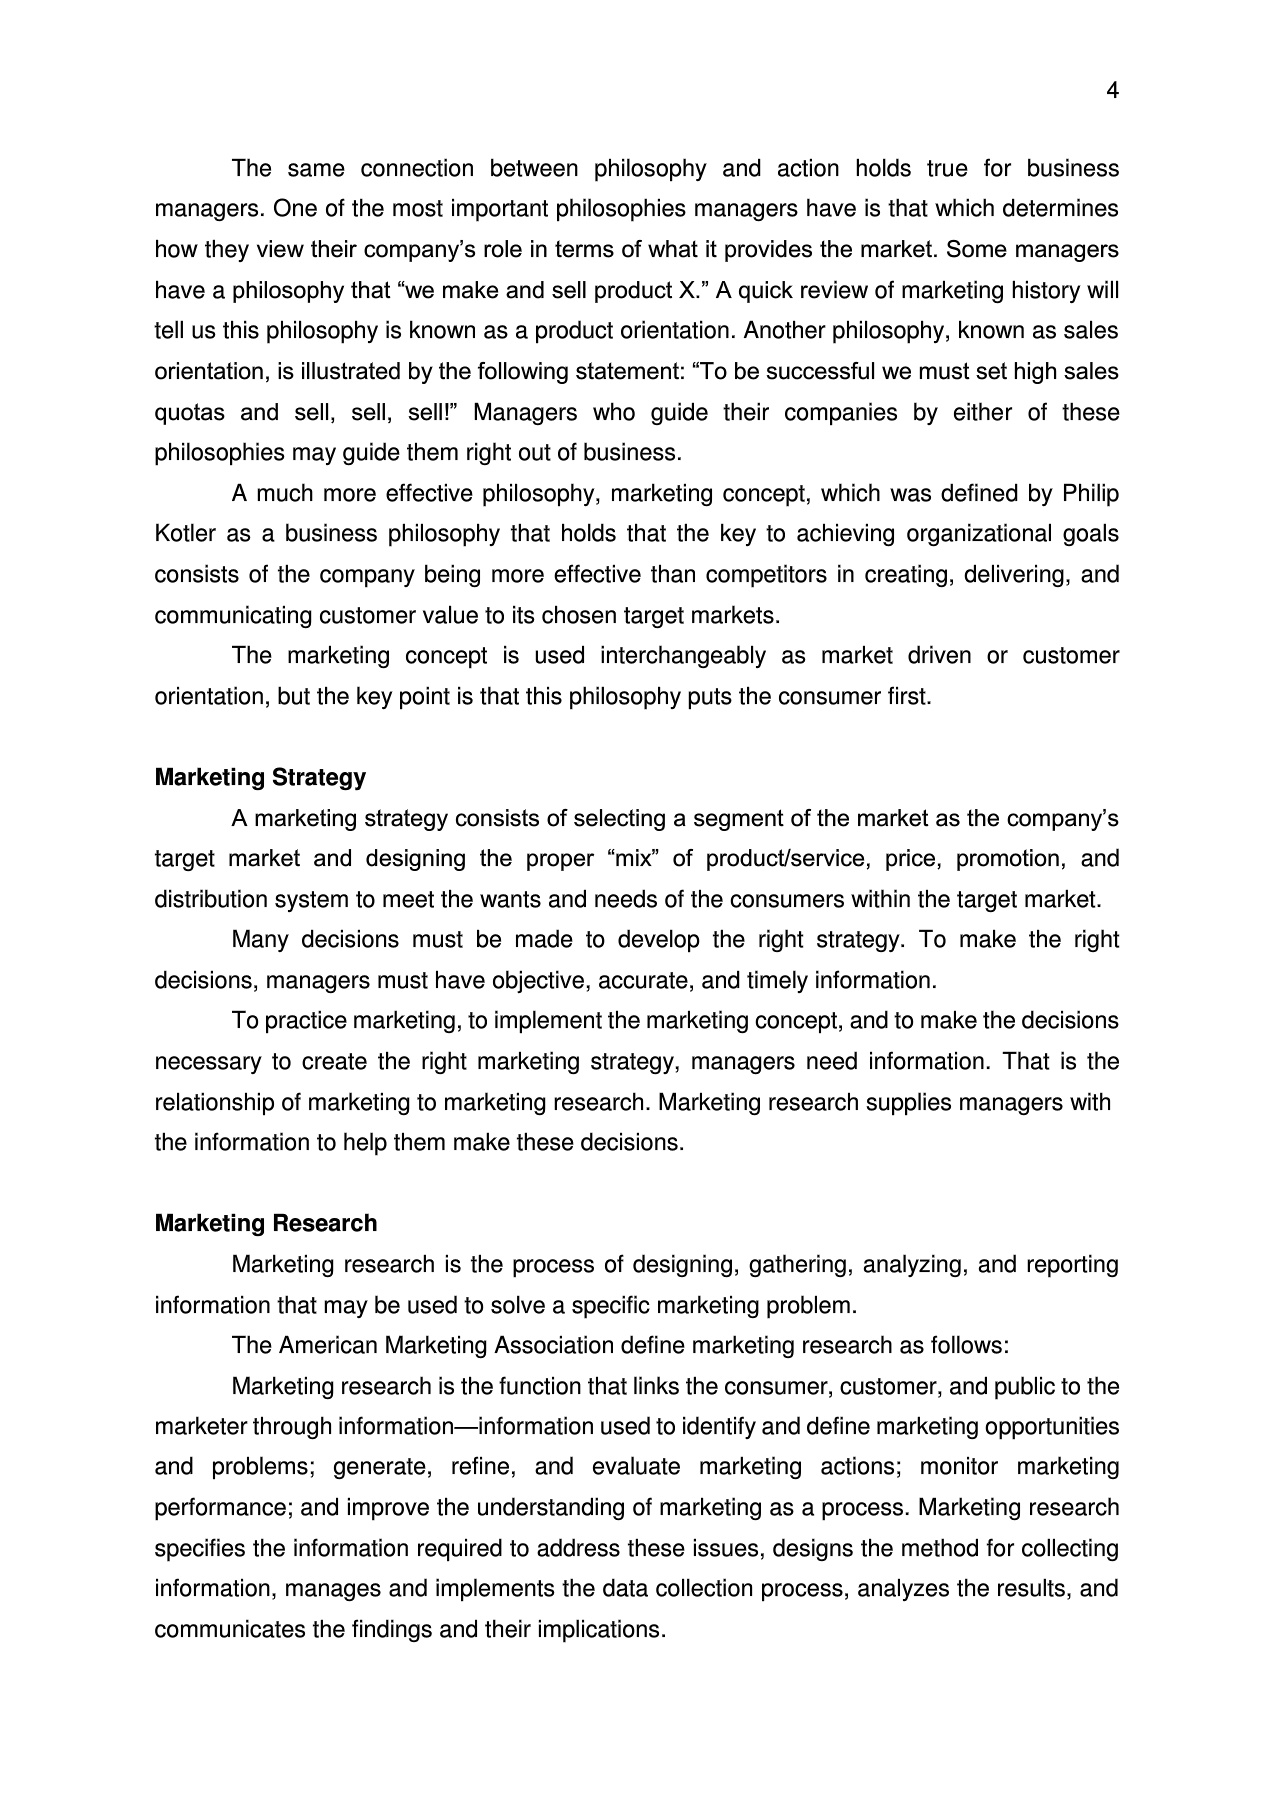 4
The same connection between philosophy and action holds true for business
managers. One of the most important philosophies managers have is that which determines
how they view their company’s role in terms of what it provides the market. Some managers
have a philosophy that “we make and sell product X.” A quick review of marketing history will
tell us this philosophy is known as a product orientation. Another philosophy, known as sales
orientation, is illustrated by the following statement: “To be successful we must set high sales
quotas and sell, sell, sell!” Managers who guide their companies by either of these
philosophies may guide them right out of business.
A much more effective philosophy, marketing concept, which was defined by Philip
Kotler as a business philosophy that holds that the key to achieving organizational goals
consists of the company being more effective than competitors in creating, delivering, and
communicating customer value to its chosen target markets.
The marketing concept is used interchangeably as market driven or customer
orientation, but the key point is that this philosophy puts the consumer first.
Marketing Strategy
A marketing strategy consists of selecting a segment of the market as the company’s
target market and designing the proper “mix” of product/service, price, promotion, and
distribution system to meet the wants and needs of the consumers within the target market.
Many decisions must be made to develop the right strategy. To make the right
decisions, managers must have objective, accurate, and timely information.
To practice marketing, to implement the marketing concept, and to make the decisions
necessary to create the right marketing strategy, managers need information. That is the
relationship of marketing to marketing research. Marketing research supplies managers with
the information to help them make these decisions.
Marketing Research
Marketing research is the process of designing, gathering, analyzing, and reporting
information that may be used to solve a specific marketing problem.
The American Marketing Association define marketing research as follows:
Marketing research is the function that links the consumer, customer, and public to the
marketer through information—information used to identify and define marketing opportunities
and problems; generate, refine, and evaluate marketing actions; monitor marketing
performance; and improve the understanding of marketing as a process. Marketing research
specifies the information required to address these issues, designs the method for collecting
information, manages and implements the data collection process, analyzes the results, and
communicates the findings and their implications.